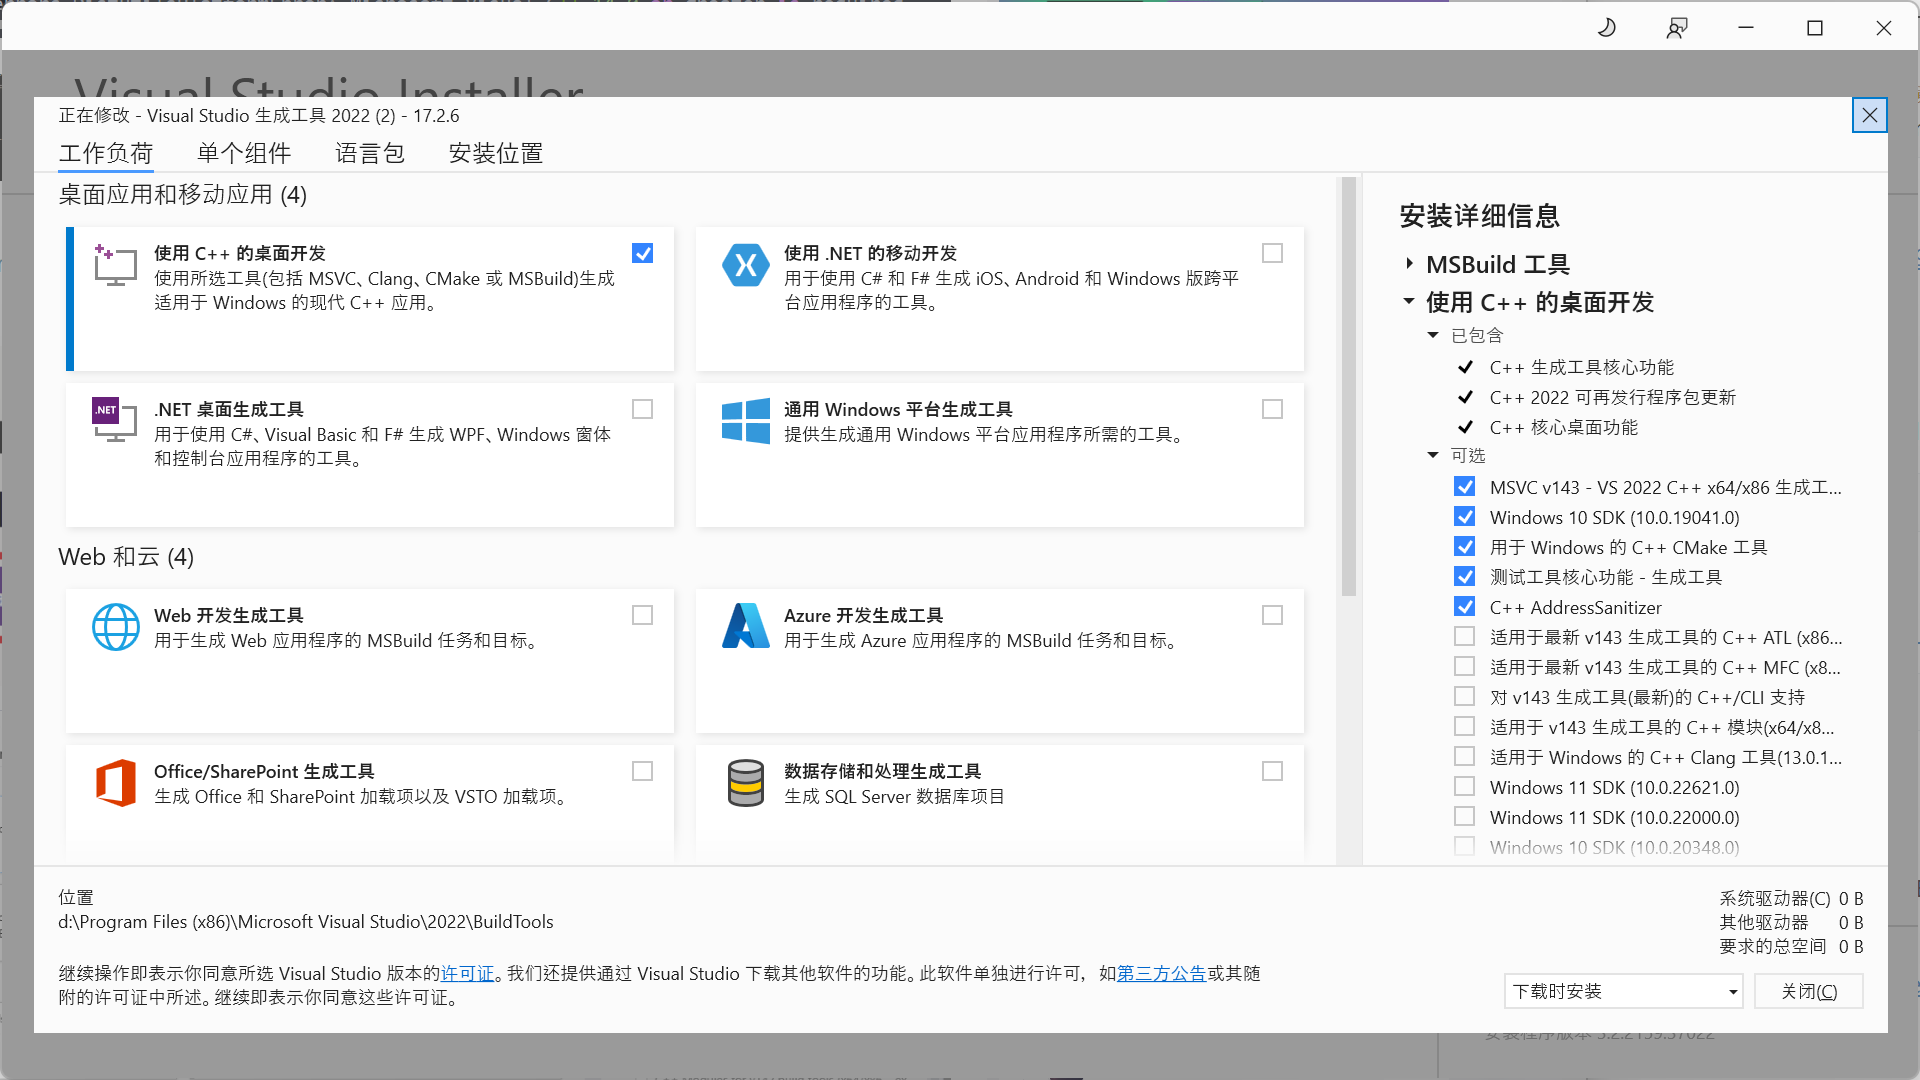 Visual Studio Installer
正在修改 - Visual Studio 生成工具 2022 (2) - 17.2.6
工作负荷 单个组件 语言包 安装位置
桌面应用和移动应用 (4)
使用 C++ 的桌面开发
使用所选工具(包括 MSVC、Clang、CMake 或 MSBuild)生成
适用于 Windows 的现代 C++ 应用。
使用 .NET 的移动开发
用于使用 C# 和 F# 生成 iOS、Android 和 Windows 版跨平
台应用程序的工具。
.NET
.NET 桌面生成工具
用于使用 C#、Visual Basic 和 F# 生成 WPF、Windows 窗体
和控制台应用程序的工具。
通用 Windows 平台生成工具
提供生成通用 Windows 平台应用程序所需的工具。
Web 和云 (4)
Web 开发生成工具
用于生成 Web 应用程序的 MSBuild 任务和目标。
Azure 开发生成工具
用于生成 Azure 应用程序的 MSBuild 任务和目标。
Office/SharePoint 生成工具
生成 Office 和 SharePoint 加载项以及 VSTO 加载项。
数据存储和处理生成工具
生成 SQL Server 数据库项目
安装详细信息
MSBuild 工具
使用 C++ 的桌面开发
已包含
C++ 生成工具核心功能
C++ 2022 可再发行程序包更新
C++ 核心桌面功能
可选
MSVC v143 - VS 2022 C++ x64/x86 生成工...
Windows 10 SDK (10.0.19041.0)
用于 Windows 的 C++ CMake 工具
测试工具核心功能 - 生成工具
C++ AddressSanitizer
适用于最新 v143 生成工具的 C++ ATL (x86...
适用于最新 v143 生成工具的 C++ MFC (x8...
对 v143 生成工具(最新)的 C++/CLI 支持
适用于 v143 生成工具的 C++ 模块(x64/x8...
适用于 Windows 的 C++ Clang 工具(13.0.1...
Windows 11 SDK (10.0.22621.0)
Windows 11 SDK (10.0.22000.0)
Windows 10 SDK (10.0.20348.0)
位置
d:\Program Files (x86)\Microsoft Visual Studio\2022\BuildTools
系统驱动器(C) 0 B
其他驱动器 0 B
要求的总空间 0 B
继续操作即表示你同意所选 Visual Studio 版本的许可证。我们还提供通过 Visual Studio 下载其他软件的功能。此软件单独进行许可，如第三方公告或其随
附的许可证中所述。继续即表示你同意这些许可证。
下载时安装 关闭(C)